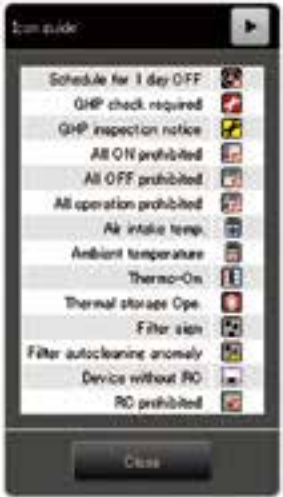 Icon guide
Schedule for 1 day OFF
GHP check required
GHP inspection notice
All ON prohibited
All OFF prohibited
All operation prohibited
Air intake temp.
Ambient temperature
Thermo-On
Thermal storage Ope.
Filter sign
Filter autocleaning anomaly
Device without RC
RC prohibited
Close